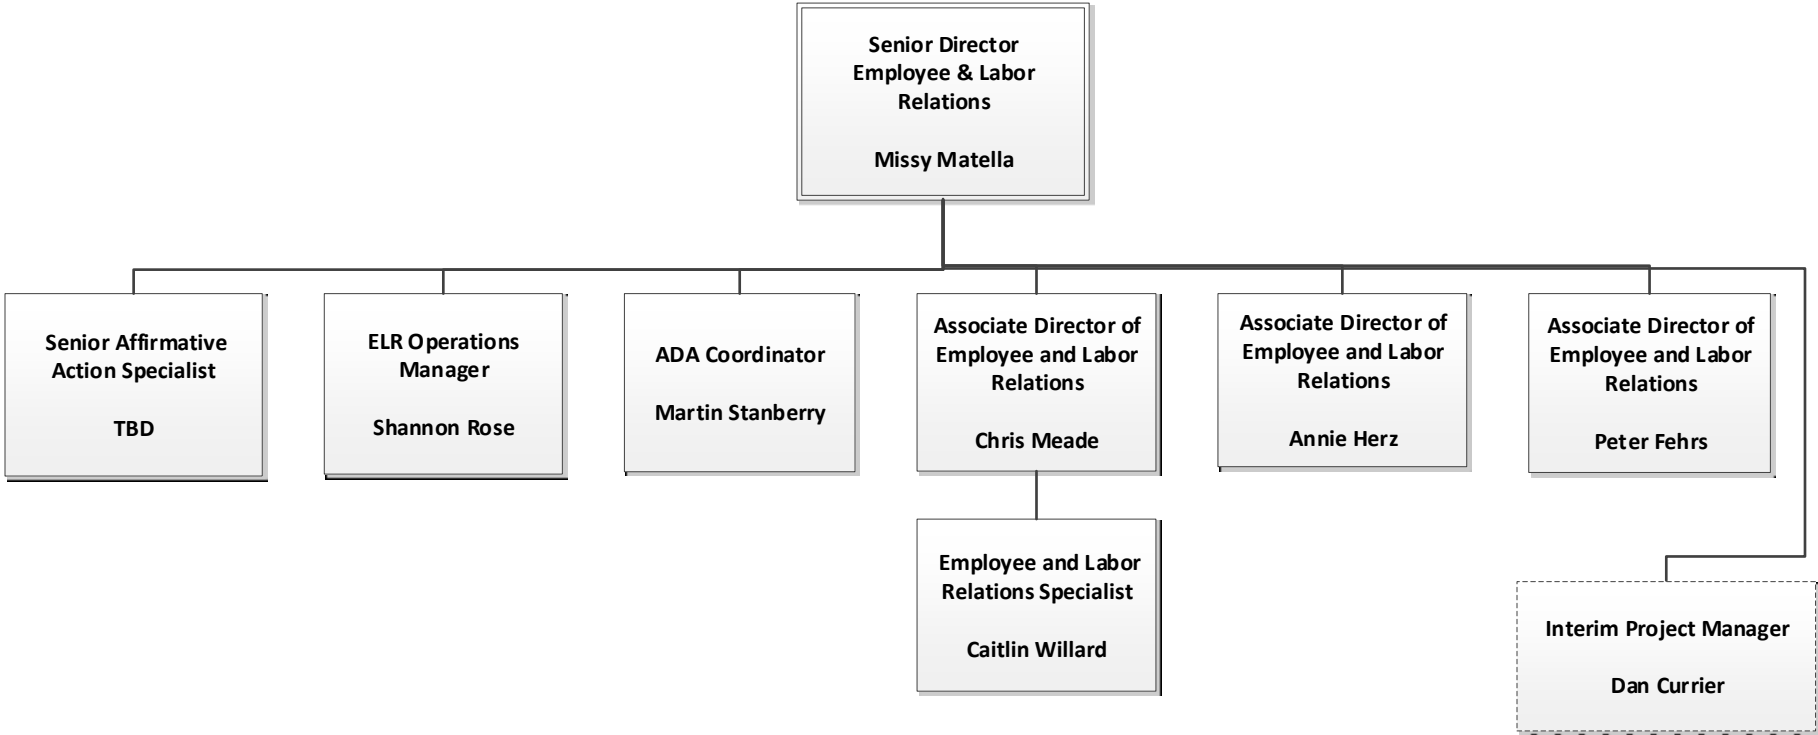 Senior Director
Employee & Labor
Relations
Missy Matella
Senior Affirmative
Action Specialist
TBD
ELR Operations
Manager
Shannon Rose
ADA Coordinator
Martin Stanberry
Associate Director of
Employee and Labor
Relations
Chris Meade
Associate Director of
Employee and Labor
Relations
Annie Herz
Associate Director of
Employee and Labor
Relations
Peter Fehrs
Employee and Labor
Relations Specialist
Caitlin Willard
Interim Project Manager
Dan Currier